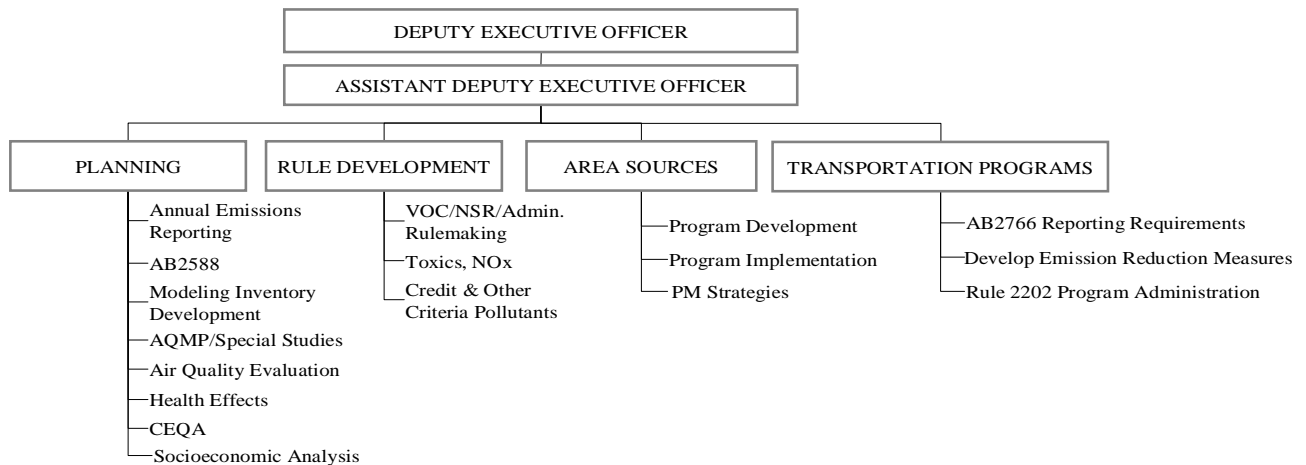 DEPUTY EXECUTIVE OFFICER
ASSISTANT DEPUTY EXECUTIVE OFFICER
PLANNING
Annual Emissions
Reporting
AB2588
Modeling Inventory
Development
AQMP/Special Studies
Air Quality Evaluation
Health Effects
CEQA
Socioeconomic Analysis
RULE DEVELOPMENT
VOC/NSR/Admin.
Rulemaking
Toxics, NOx
Credit & Other
Criteria Pollutants
AREA SOURCES
Program Development
Program Implementation
PM Strategies
TRANSPORTATION PROGRAMS
AB2766 Reporting Requirements
Develop Emission Reduction Measures
Rule 2202 Program Administration